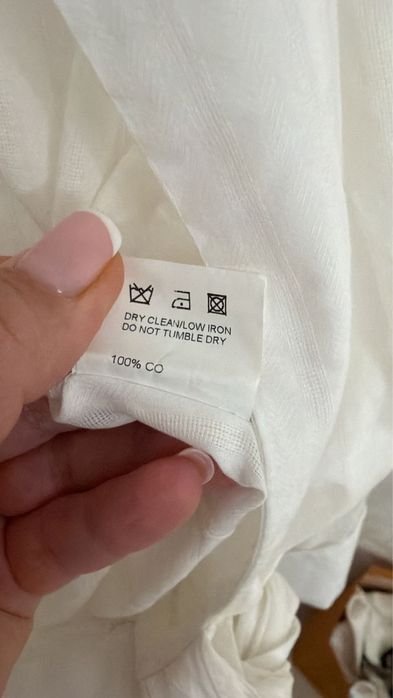 DRY CLEAN/LOW IRON
DO NOT TUMBLE DRY
100% CO